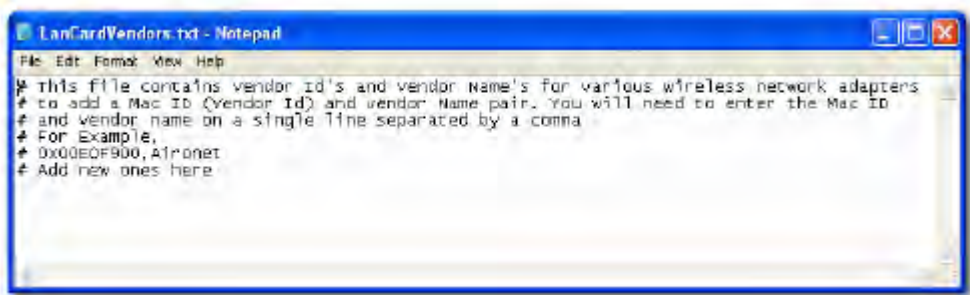 LanCardVendors.txt - Notepad
File Edit Format View Help
# This file contains vendor Id's and vendor Name's for various wireless network adapters
# to add a Mac ID (Vendor Id) and vendor Name pair. You will need to enter the Mac ID
# and vendor name on a single line separated by a comma
# For Example,
# 0x00E0F900,Aironet
# Add new ones here